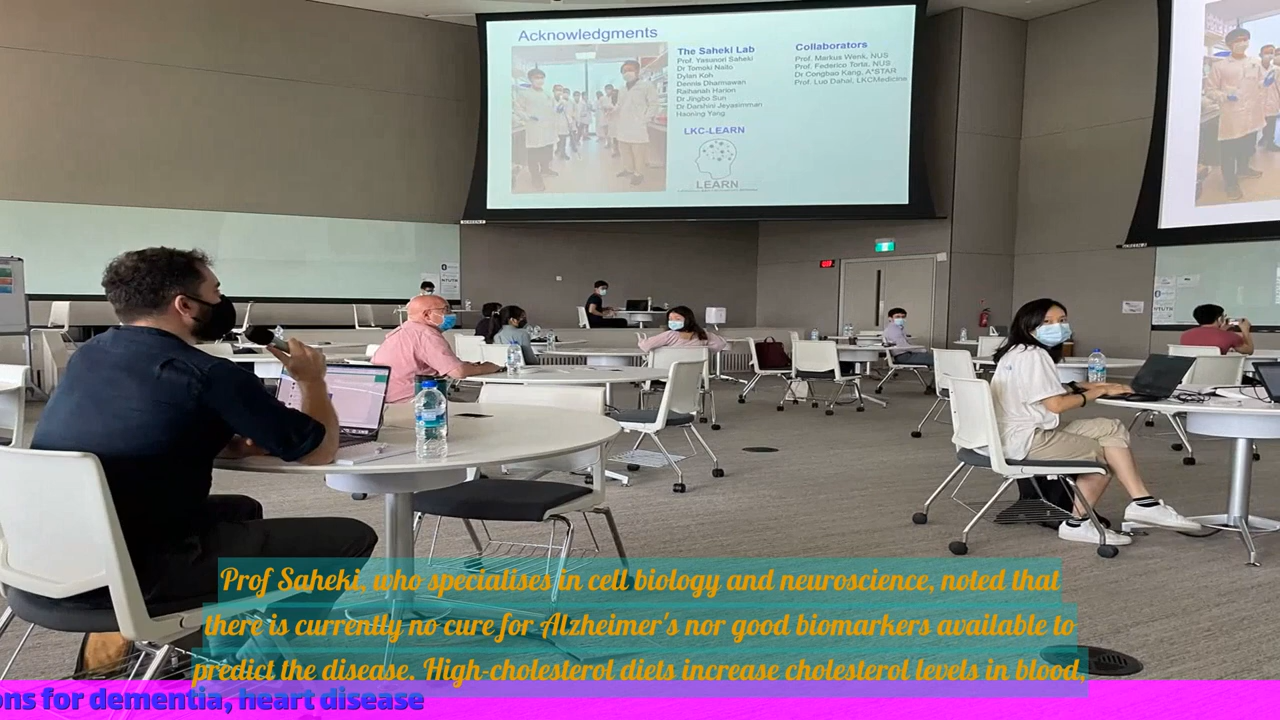 Acknowledgments
The Saheki Lab
Prof. Yasunori Saheki
Dr Tomoki Naito
Dylan Koh
Dennis Dharmawan
Raihanah Harion
Dr Jingbo Sun
Dr Darshini Jeyasimman
Haoning Yang
Collaborators
Prof. Markus Wenk, NUS
Prof. Federico Torta, NUS
Dr Congbao Kang, A*STAR
Prof. Luo Dahai, LKCMedicine
LKC-LEARN
LEARN
Prof Saheki, who specialises in cell biology and neuroscience, noted that
there is currently no cure for Alzheimer's nor good biomarkers available to
predict the disease. High-cholesterol diets increase cholesterol levels in blood,
ons for dementia, heart disease